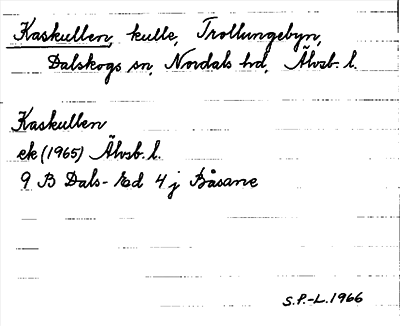 Kaskullen, kulle, Trollungebyn,
Dalskogs sn, Nordals hd, Älvsb. l.
Kaskullen
ek (1965) Älvsb. l.
9 B Dals-Ed 4 j Båsane
S.P.-L. 1966